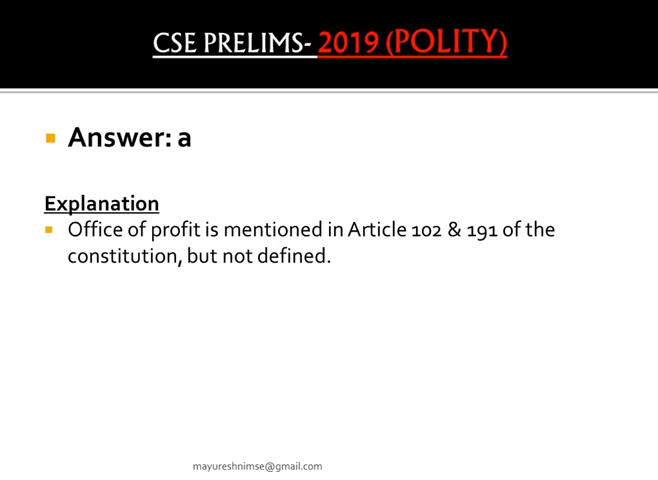 CSE PRELIMS- 2019 (POLITY)
Answer: a
Explanation
Office of profit is mentioned in Article 102 & 191 of the
constitution, but not defined.
mayureshnimse@gmail.com